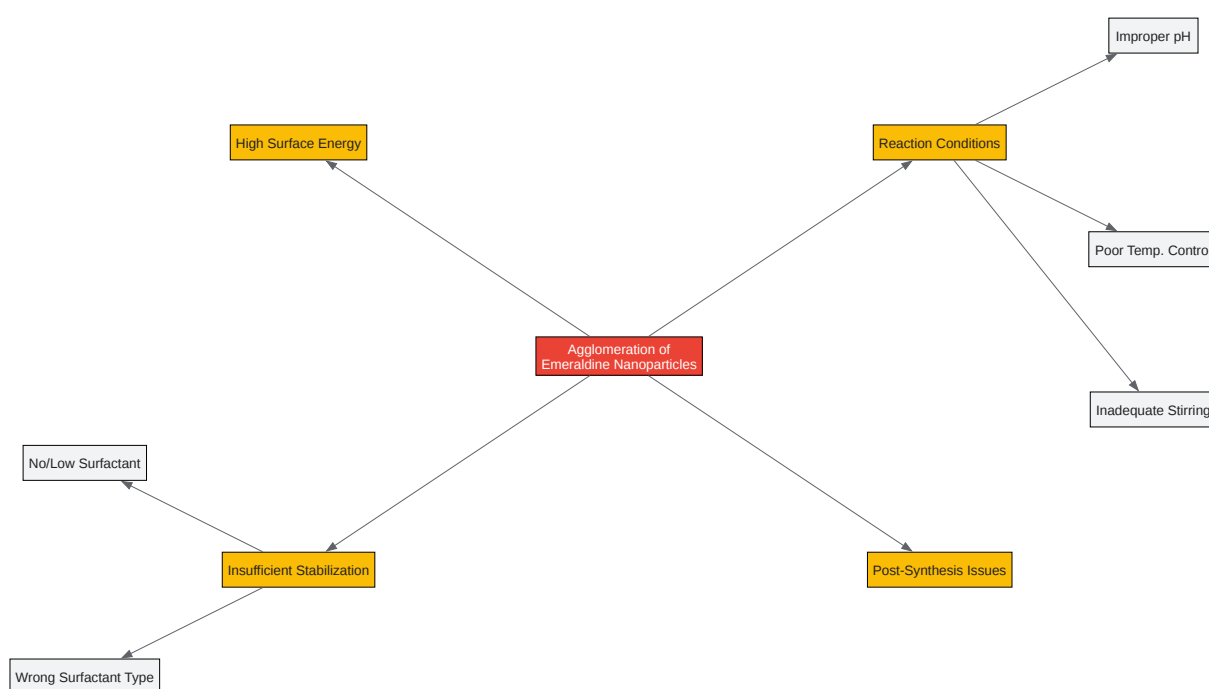 Improper pH
High Surface Energy
Reaction Conditions
Poor Temp. Contro
Agglomeration of
Emeraldine Nanoparticles
Inadequate Stirring
No/Low Surfactant
Insufficient Stabilization
Post-Synthesis Issues
Wrong Surfactant Type